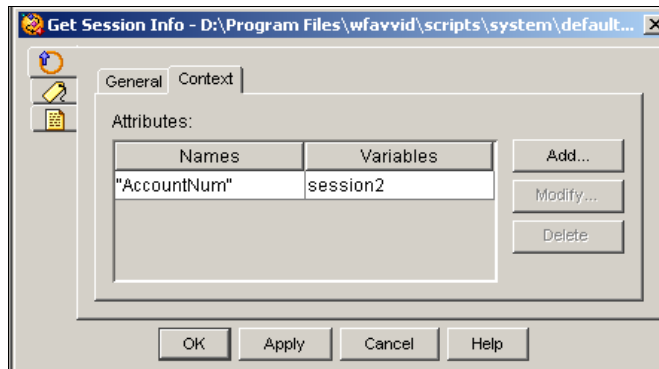 Get Session Info - D:\Program Files\wfavvid\scripts\system\default...
General Context
Attributes:
Names Variables Add...
"AccountNum" session2 Modify...
Delete
OK Apply Cancel Help